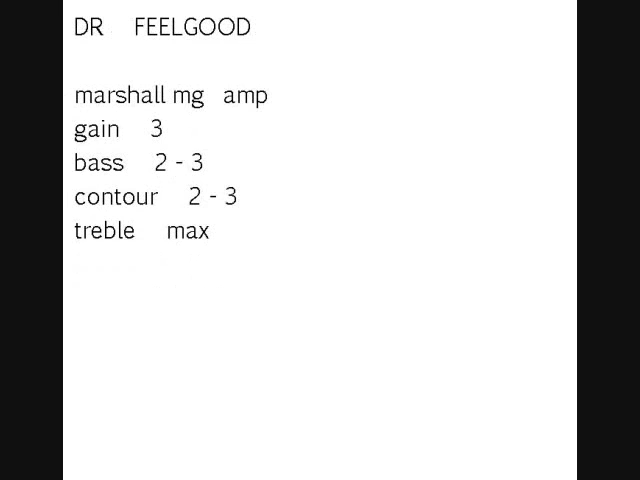 DR FEELGOOD
marshall mg amp
gain 3
bass 2 - 3
contour 2 - 3
treble max